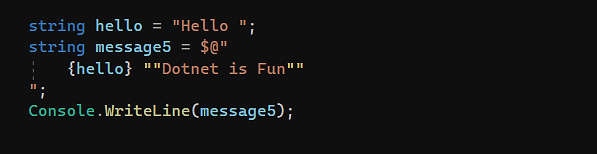 string hello = "Hello ";
string message5 = $@"
    {hello} ""Dotnet is Fun""
";
Console.WriteLine(message5);